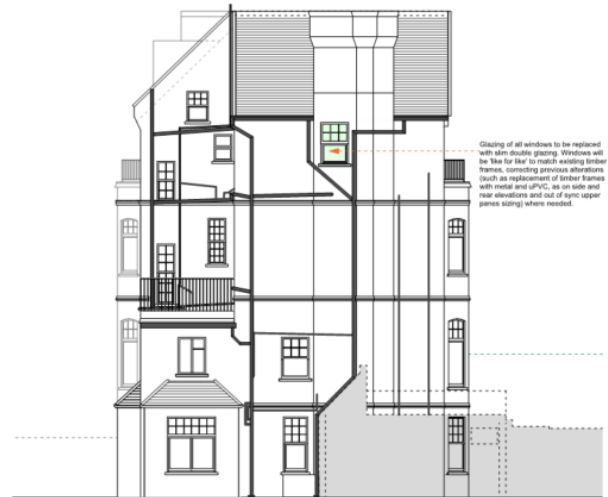 Glazing of all windows to be replaced
with slim double glazing. Windows will
be 'like for like' to match existing timber
frames, correcting previous alterations
(such as replacement of timber frames
with metal and uPVC, as on side and
rear elevations and out of sync upper
panes sizing) where needed.